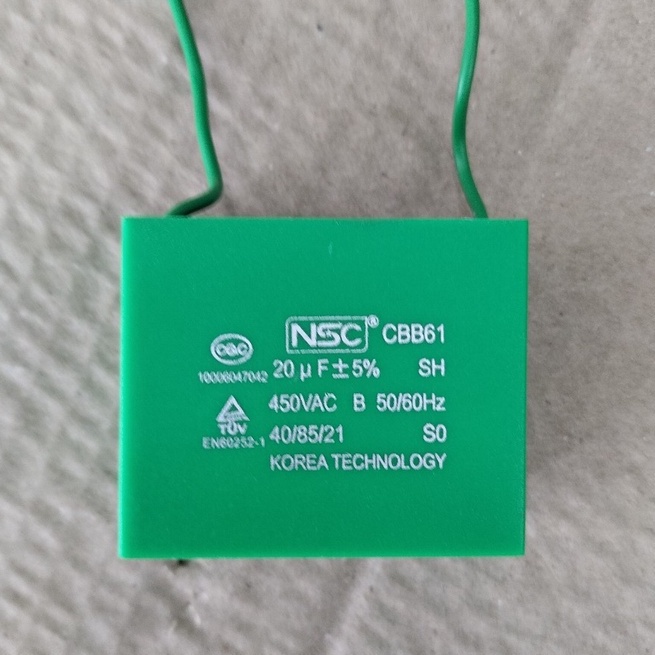 NSC® CBB61
CQC
10006047042
20 μF±5% SH
450VAC B 50/60Hz
TÜV
EN60252-1
40/85/21 S0
KOREA TECHNOLOGY